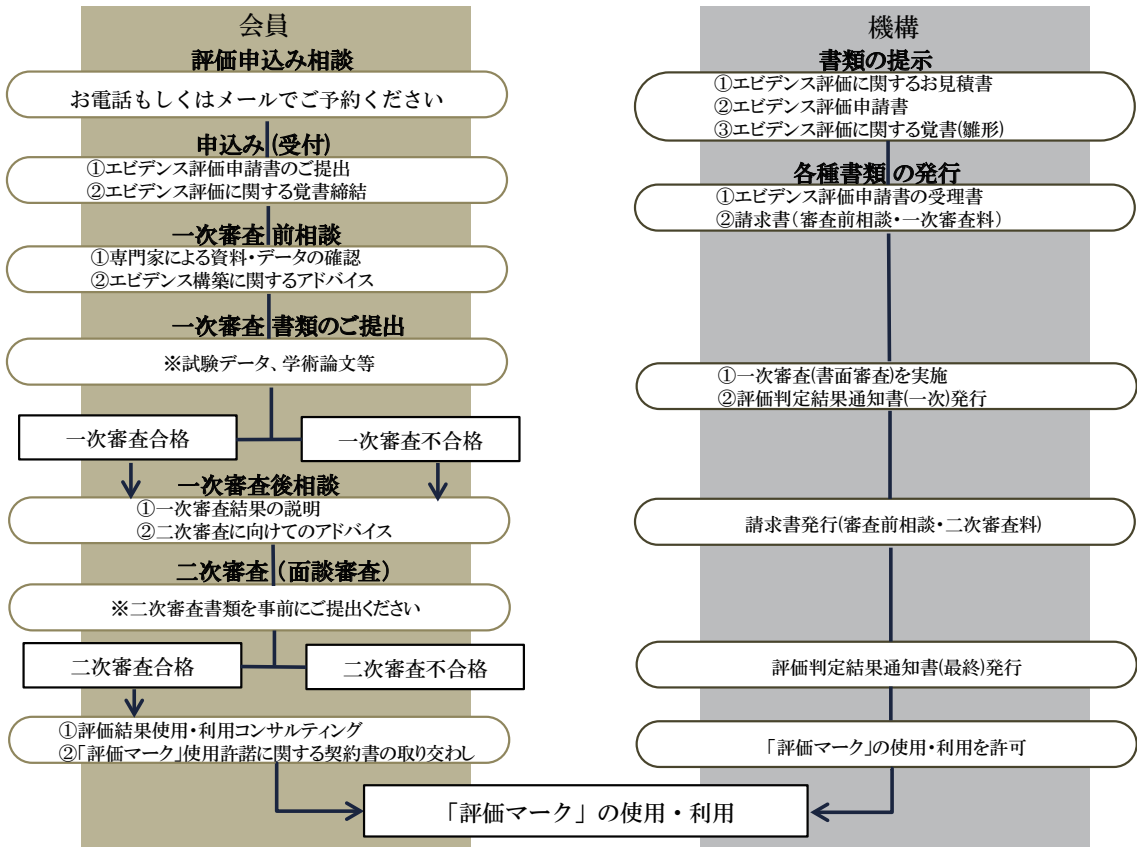 会員
評価申込み相談
お電話もしくはメールでご予約ください
申込み(受付)
①エビデンス評価申請書のご提出
②エビデンス評価に関する覚書締結
一次審査前相談
①専門家による資料・データの確認
②エビデンス構築に関するアドバイス
一次審査書類のご提出
※試験データ、学術論文等
一次審査合格
一次審査不合格
一次審査後相談
①一次審査結果の説明
②二次審査に向けてのアドバイス
二次審査(面談審査)
※二次審査書類を事前にご提出ください
二次審査合格
二次審査不合格
①評価結果使用・利用コンサルティング
②「評価マーク」使用許諾に関する契約書の取り交わし
機構
書類の提示
①エビデンス評価に関するお見積書
②エビデンス評価申請書
③エビデンス評価に関する覚書(雛形)
各種書類の発行
①エビデンス評価申請書の受理書
②請求書(審査前相談・一次審査料)
①一次審査(書面審査)を実施
②評価判定結果通知書(一次)発行
請求書発行(審査前相談・二次審査料)
評価判定結果通知書(最終)発行
「評価マーク」の使用・利用を許可
「評価マーク」の使用・利用